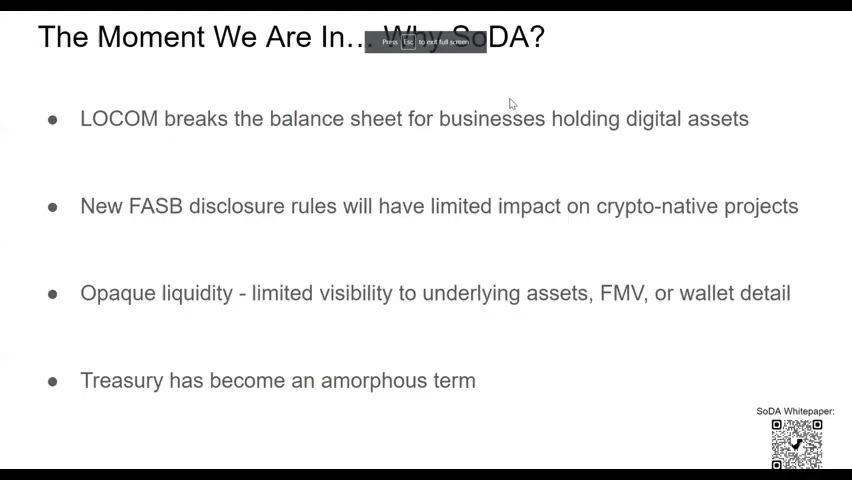 The Moment We Are In... Why SoDA?
Press Esc to exit full screen
● LOCOM breaks the balance sheet for businesses holding digital assets
● New FASB disclosure rules will have limited impact on crypto-native projects
● Opaque liquidity - limited visibility to underlying assets, FMV, or wallet detail
● Treasury has become an amorphous term
SoDA Whitepaper: